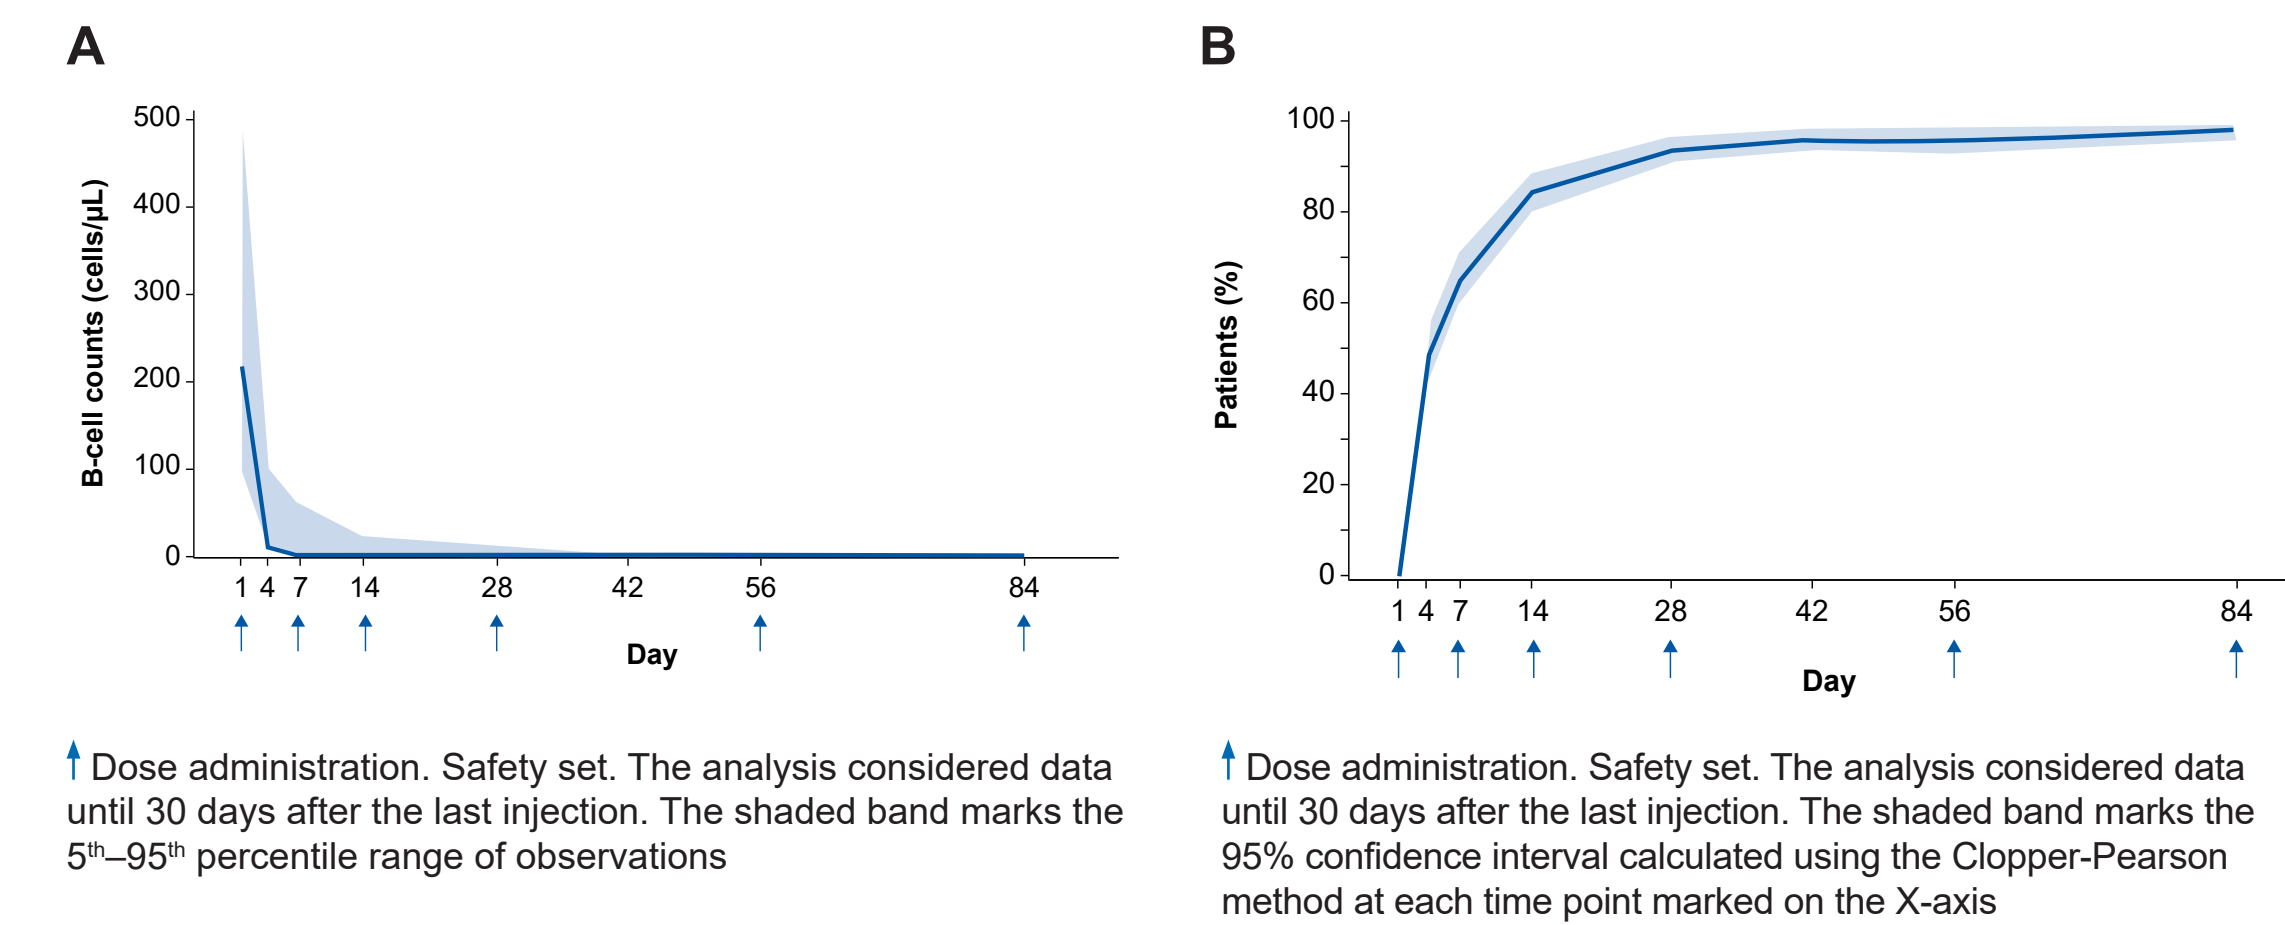 A
B-cell counts (cells/μL)
500
400
300
200
100
0
1 4 7 14 28 42 56 84
Day
Dose administration. Safety set. The analysis considered data
until 30 days after the last injection. The shaded band marks the
5th–95th percentile range of observations
B
Patients (%)
100
80
60
40
20
0
1 4 7 14 28 42 56 84
Day
Dose administration. Safety set. The analysis considered data
until 30 days after the last injection. The shaded band marks the
95% confidence interval calculated using the Clopper-Pearson
method at each time point marked on the X-axis